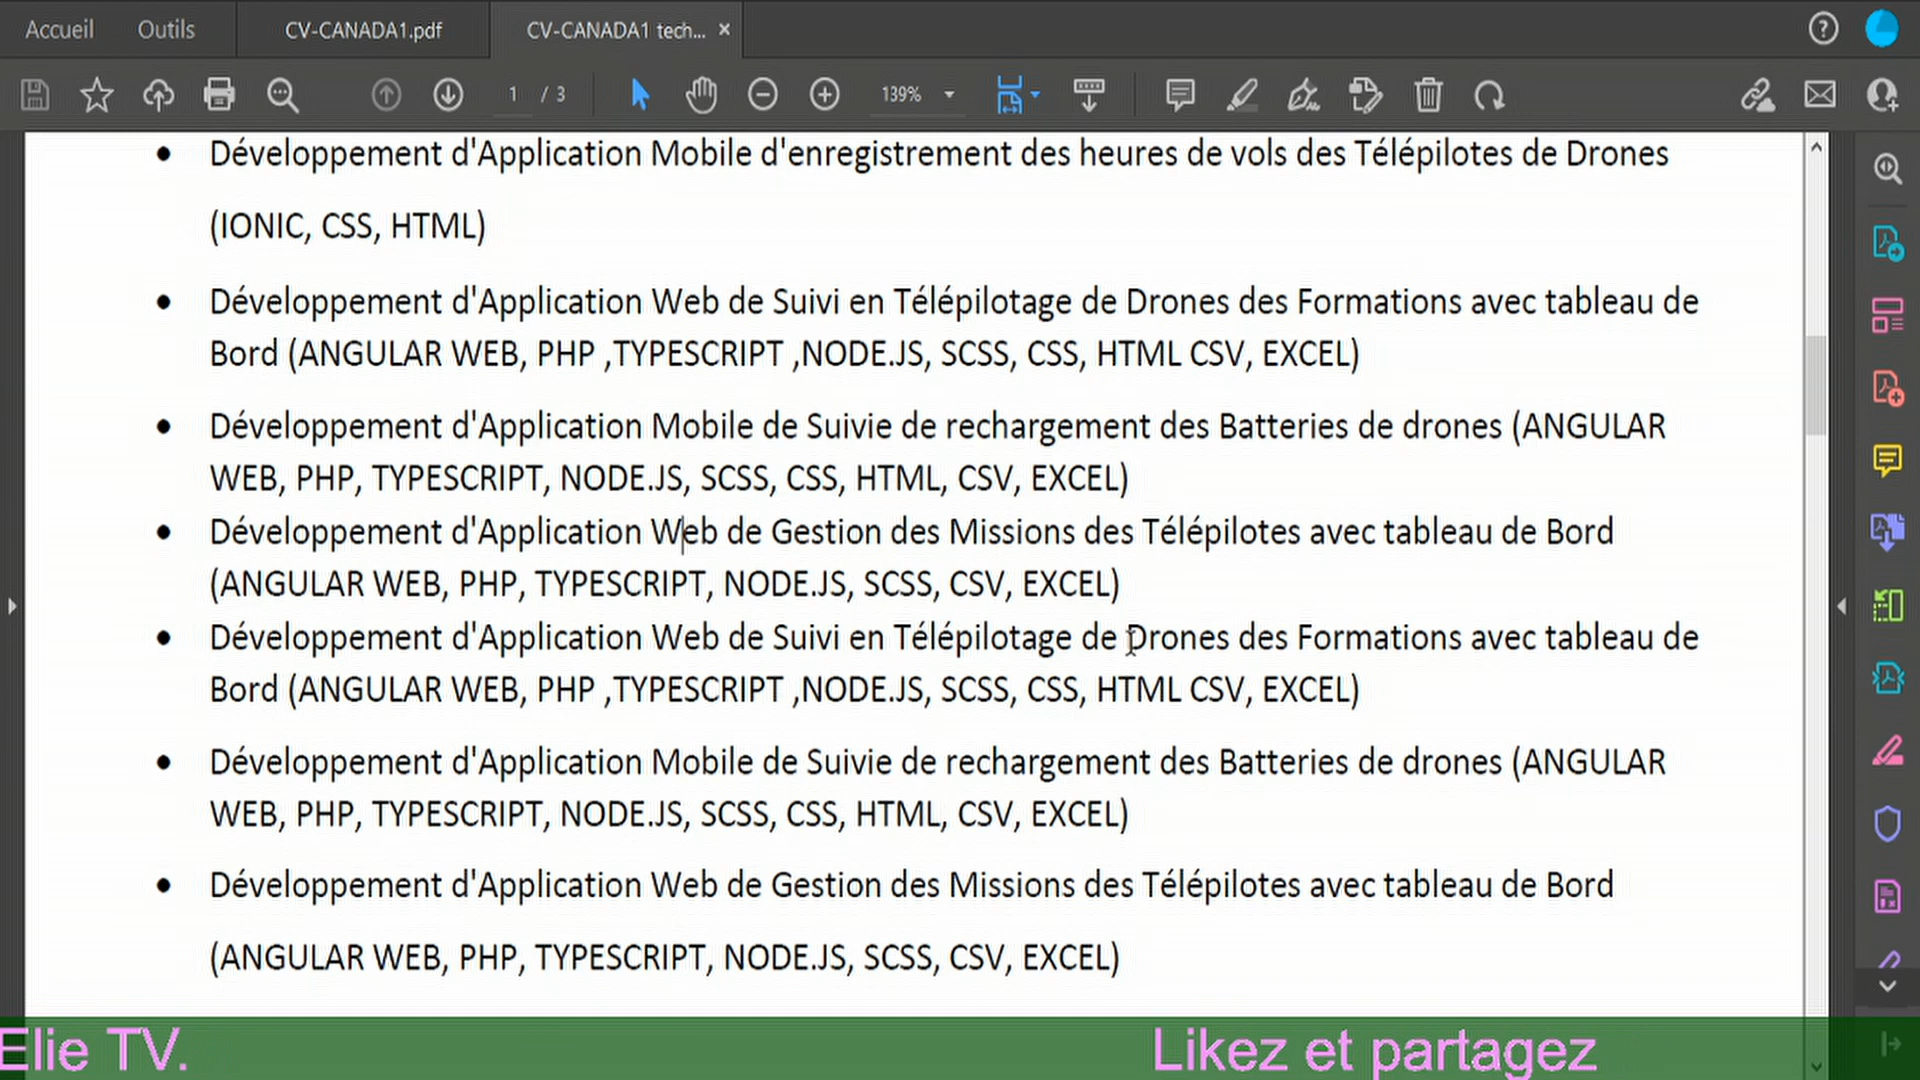 Accueil Outils CV-CANADA1.pdf CV-CANADA1 tech... ×
1 / 3 139%
• Développement d'Application Mobile d'enregistrement des heures de vols des Télépilotes de Drones
(IONIC, CSS, HTML)
• Développement d'Application Web de Suivi en Télépilotage de Drones des Formations avec tableau de
Bord (ANGULAR WEB, PHP ,TYPESCRIPT ,NODE.JS, SCSS, CSS, HTML CSV, EXCEL)
• Développement d'Application Mobile de Suivie de rechargement des Batteries de drones (ANGULAR
WEB, PHP, TYPESCRIPT, NODE.JS, SCSS, CSS, HTML, CSV, EXCEL)
• Développement d'Application Web de Gestion des Missions des Télépilotes avec tableau de Bord
(ANGULAR WEB, PHP, TYPESCRIPT, NODE.JS, SCSS, CSV, EXCEL)
• Développement d'Application Web de Suivi en Télépilotage de Drones des Formations avec tableau de
Bord (ANGULAR WEB, PHP ,TYPESCRIPT ,NODE.JS, SCSS, CSS, HTML CSV, EXCEL)
• Développement d'Application Mobile de Suivie de rechargement des Batteries de drones (ANGULAR
WEB, PHP, TYPESCRIPT, NODE.JS, SCSS, CSS, HTML, CSV, EXCEL)
• Développement d'Application Web de Gestion des Missions des Télépilotes avec tableau de Bord
(ANGULAR WEB, PHP, TYPESCRIPT, NODE.JS, SCSS, CSV, EXCEL)
Elie TV. Likez et partagez